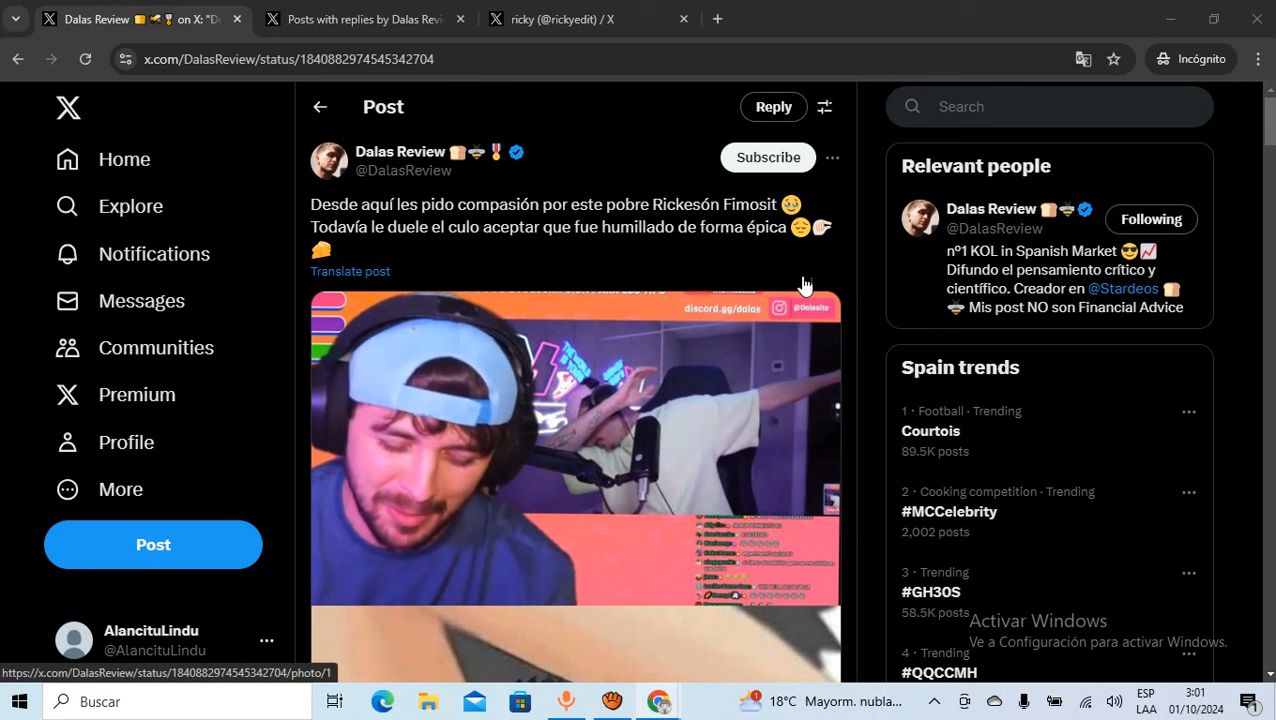 Dalas Review 🍞🐝🎖️ on X: "D
Posts with replies by Dalas Revi
ricky (@rickyedit) / X
x.com/DalasReview/status/1840882974545342704
Incógnito
Post
Reply
Search
Dalas Review 🍞🐝🎖️
@DalasReview
Subscribe
Desde aquí les pido compasión por este pobre Rickesón Fimosit 🥹
Todavía le duele el culo aceptar que fue humillado de forma épica 😔🤏🏻
🧀
Translate post
discord.gg/dalas
@Dalasito
Home
Explore
Notifications
Messages
Communities
Premium
Profile
More
Post
AlancituLindu
@AlancituLindu
Relevant people
Dalas Review 🍞🐝
@DalasReview
Following
nº1 KOL in Spanish Market 😎📈
Difundo el pensamiento crítico y
científico. Creador en @Stardeos 🍞
🐝 Mis post NO son Financial Advice
Spain trends
1 · Football · Trending
Courtois
89.5K posts
2 · Cooking competition · Trending
#MCCelebrity
2,002 posts
3 · Trending
#GH30S
58.5K posts
4 · Trending
#QQCCMH
Activar Windows
Ve a Configuración para activar Windows.
https://x.com/DalasReview/status/1840882974545342704/photo/1
Buscar
1
18°C Mayorm. nubla...
ESP
LAA
3:01
01/10/2024
1